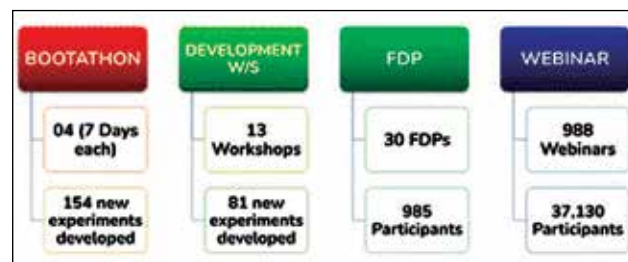 BOOTATHON
04 (7 Days
each)
154 new
experiments
developed
DEVELOPMENT
W/S
13
Workshops
81 new
experiments
developed
FDP
30 FDPs
985
Participants
WEBINAR
988
Webinars
37,130
Participants